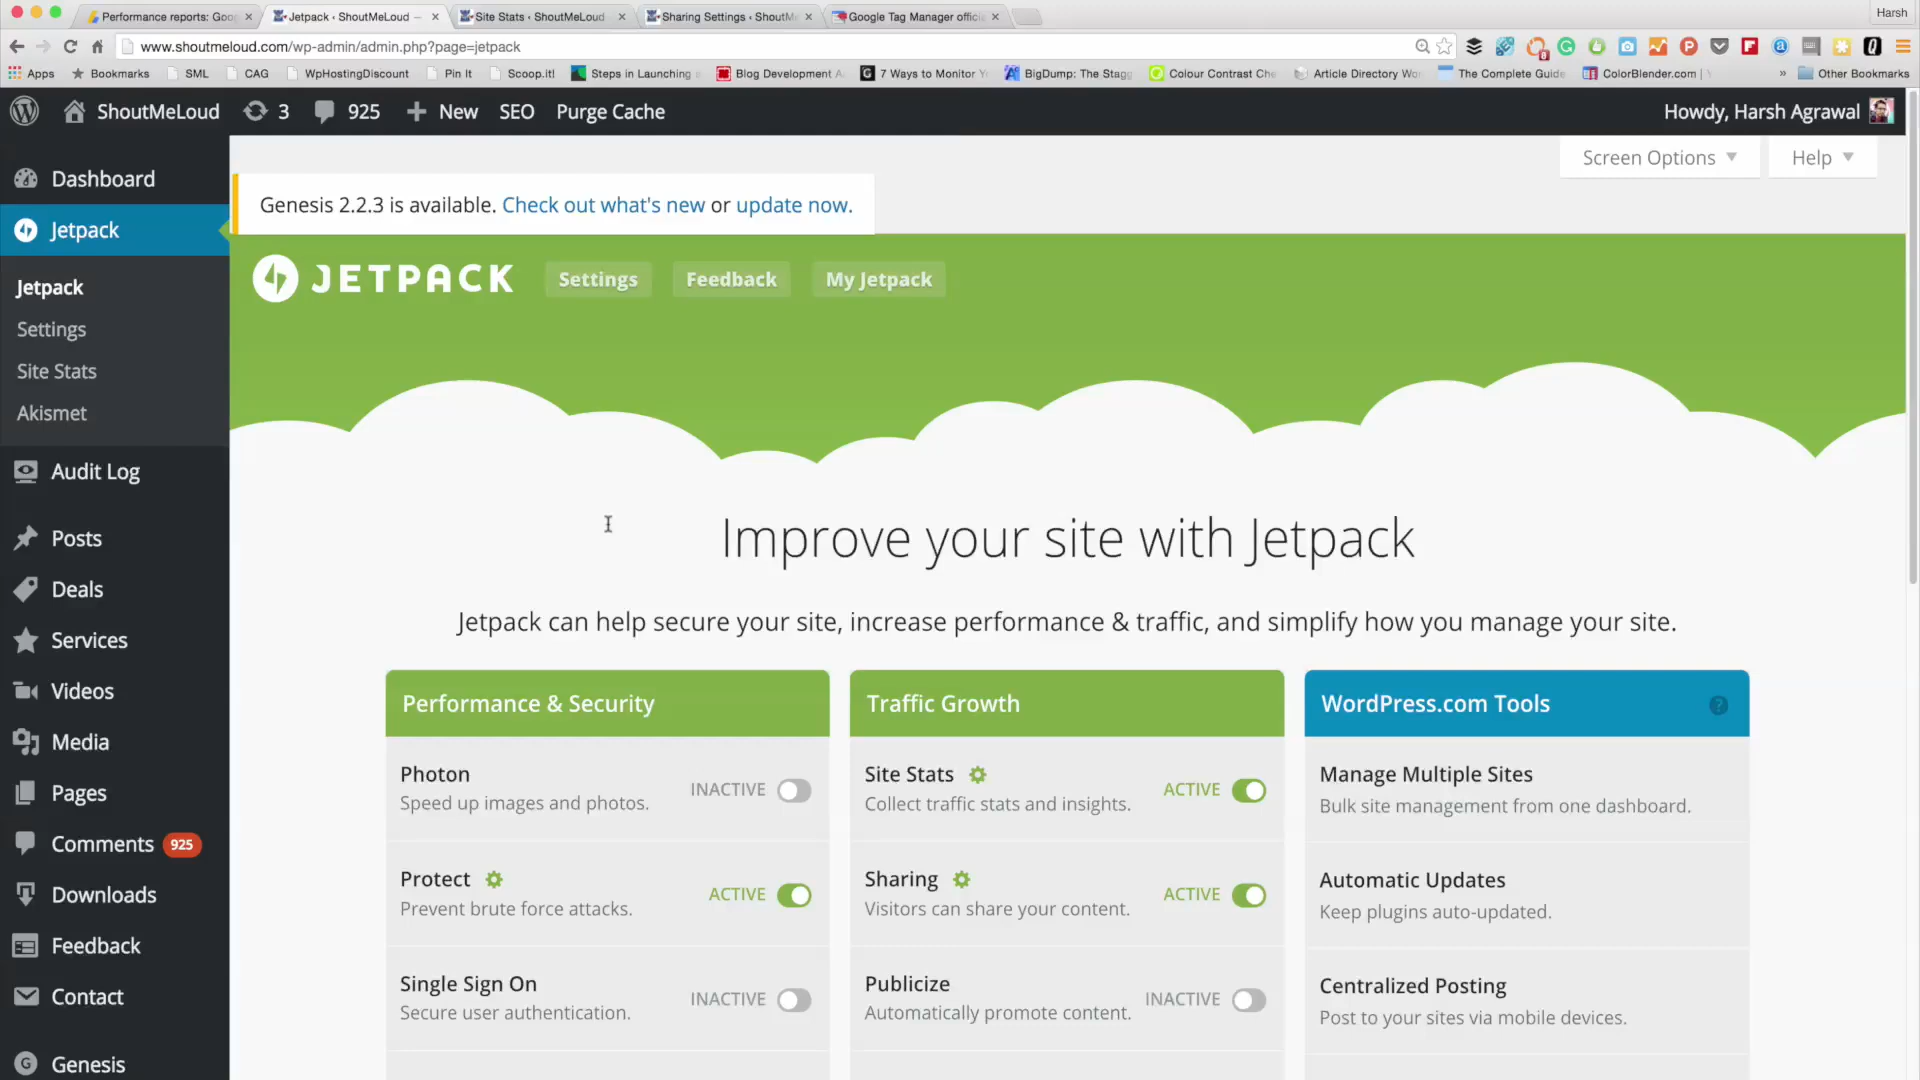 Performance reports: Goo
Jetpack ‹ ShoutMeLoud —
Site Stats ‹ ShoutMeLoud
Sharing Settings ‹ ShoutM
Google Tag Manager offici
Harsh
www.shoutmeloud.com/wp-admin/admin.php?page=jetpack
Apps
Bookmarks
SML
CAG
WpHostingDiscount
Pin It
Scoop.it!
Steps in Launching
Blog Development A
7 Ways to Monitor Y
BigDump: The Stagg
Colour Contrast Che
Article Directory Wo
The Complete Guide
ColorBlender.com |
»
Other Bookmarks
ShoutMeLoud
3
925
New
SEO
Purge Cache
Howdy, Harsh Agrawal
Dashboard
Jetpack
Jetpack
Settings
Site Stats
Akismet
Audit Log
Posts
Deals
Services
Videos
Media
Pages
Comments 925
Downloads
Feedback
Contact
Genesis
Screen Options
Help
Genesis 2.2.3 is available. Check out what's new or update now.
JETPACK
Settings
Feedback
My Jetpack
Improve your site with Jetpack
Jetpack can help secure your site, increase performance & traffic, and simplify how you manage your site.
Performance & Security
Photon
Speed up images and photos.
INACTIVE
Protect
Prevent brute force attacks.
ACTIVE
Single Sign On
Secure user authentication.
INACTIVE
Traffic Growth
Site Stats
Collect traffic stats and insights.
ACTIVE
Sharing
Visitors can share your content.
ACTIVE
Publicize
Automatically promote content.
INACTIVE
WordPress.com Tools
?
Manage Multiple Sites
Bulk site management from one dashboard.
Automatic Updates
Keep plugins auto-updated.
Centralized Posting
Post to your sites via mobile devices.